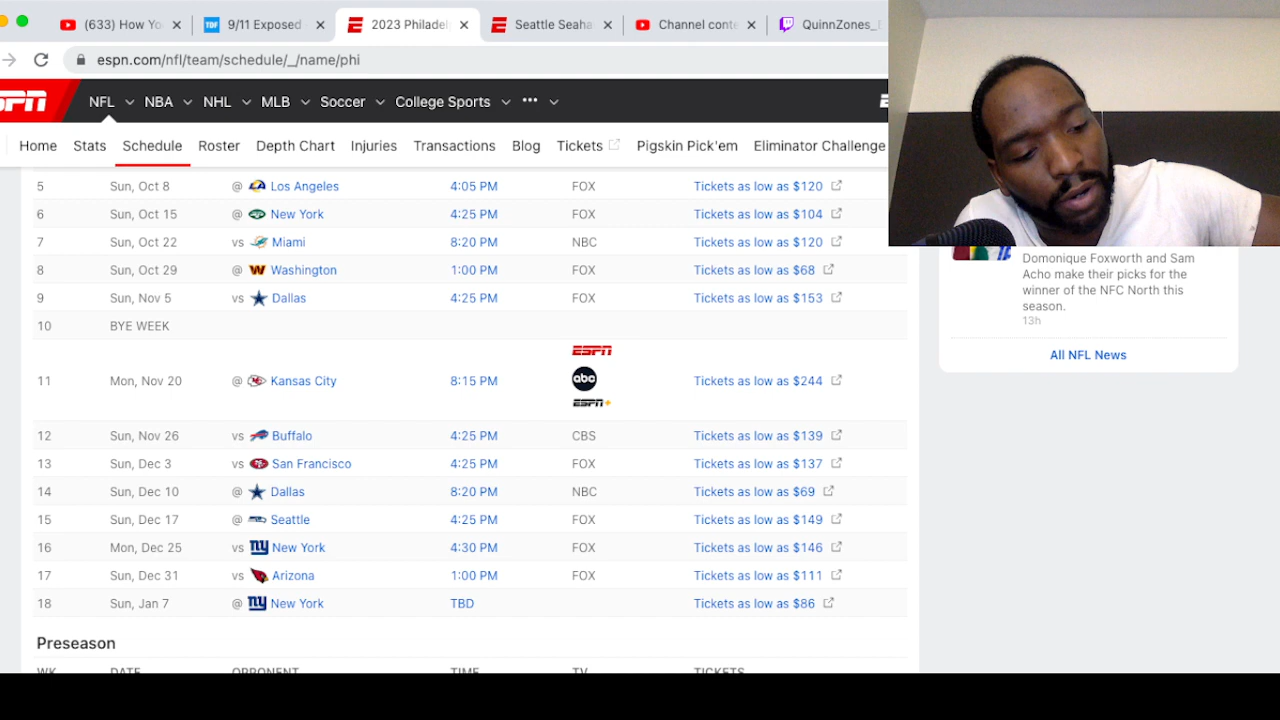 (633) How Yo
9/11 Exposed
2023 Philadel
Seattle Seaha
Channel conte
QuinnZones_
espn.com/nfl/team/schedule/_/name/phi
NFL NBA NHL MLB Soccer College Sports
Home Stats Schedule Roster Depth Chart Injuries Transactions Blog Tickets Pigskin Pick'em Eliminator Challenge
5 Sun, Oct 8 @ Los Angeles 4:05 PM FOX Tickets as low as $120
6 Sun, Oct 15 @ New York 4:25 PM FOX Tickets as low as $104
7 Sun, Oct 22 vs Miami 8:20 PM NBC Tickets as low as $120
8 Sun, Oct 29 @ Washington 1:00 PM FOX Tickets as low as $68
9 Sun, Nov 5 vs Dallas 4:25 PM FOX Tickets as low as $153
10 BYE WEEK
ESPN
11 Mon, Nov 20 @ Kansas City 8:15 PM abc Tickets as low as $244
ESPN+
12 Sun, Nov 26 vs Buffalo 4:25 PM CBS Tickets as low as $139
13 Sun, Dec 3 vs San Francisco 4:25 PM FOX Tickets as low as $137
14 Sun, Dec 10 @ Dallas 8:20 PM NBC Tickets as low as $69
15 Sun, Dec 17 @ Seattle 4:25 PM FOX Tickets as low as $149
16 Mon, Dec 25 vs New York 4:30 PM FOX Tickets as low as $146
17 Sun, Dec 31 vs Arizona 1:00 PM FOX Tickets as low as $111
18 Sun, Jan 7 @ New York TBD Tickets as low as $86
Preseason
WK DATE OPPONENT TIME TV TICKETS
Domonique Foxworth and Sam
Acho make their picks for the
winner of the NFC North this
season.
13h
All NFL News